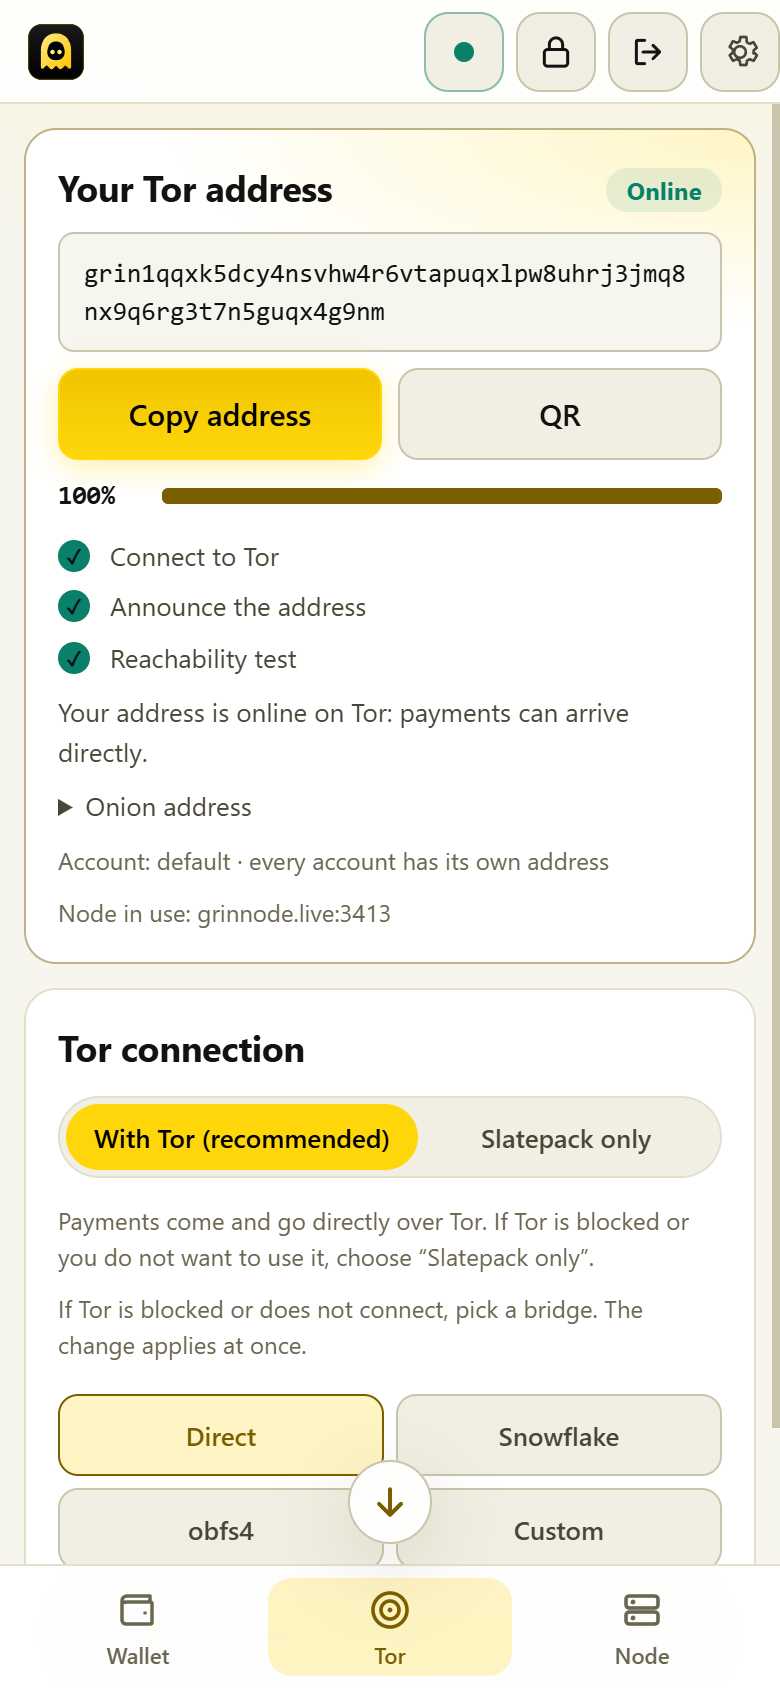 Your Tor address
Online
grin1qqxk5dcy4nsvhw4r6vtapuqxlpw8uhrj3jmq8
nx9q6rg3t7n5guqx4g9nm
Copy address
QR
100%
Connect to Tor
Announce the address
Reachability test
Your address is online on Tor: payments can arrive
directly.
Onion address
Account: default · every account has its own address
Node in use: grinnode.live:3413
Tor connection
With Tor (recommended)
Slatepack only
Payments come and go directly over Tor. If Tor is blocked or
you do not want to use it, choose “Slatepack only”.
If Tor is blocked or does not connect, pick a bridge. The
change applies at once.
Direct
Snowflake
obfs4
Custom
Wallet
Tor
Node